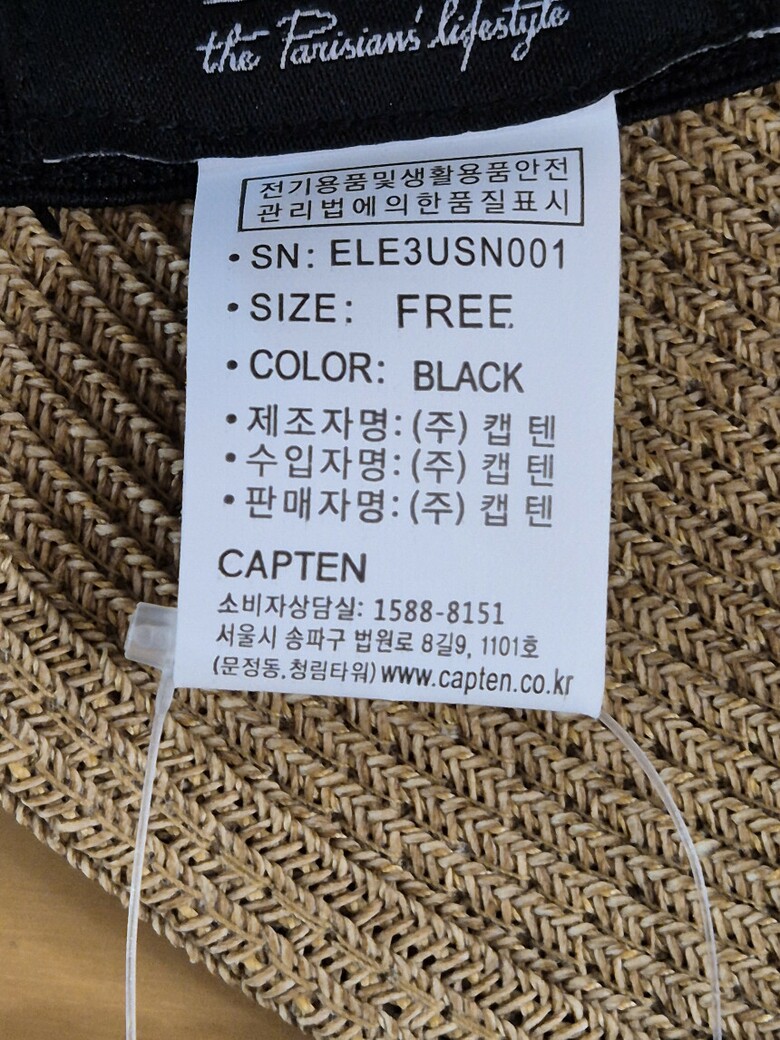 the Parisians' lifestyle
전기용품및생활용품안전
관리법에의한품질표시
• SN: ELE3USN001
• SIZE: FREE
• COLOR: BLACK
• 제조자명: (주) 캡 텐
• 수입자명: (주) 캡 텐
• 판매자명: (주) 캡 텐
CAPTEN
소비자상담실: 1588-8151
서울시 송파구 법원로 8길9, 1101호
(문정동.청림타워) www.capten.co.kr